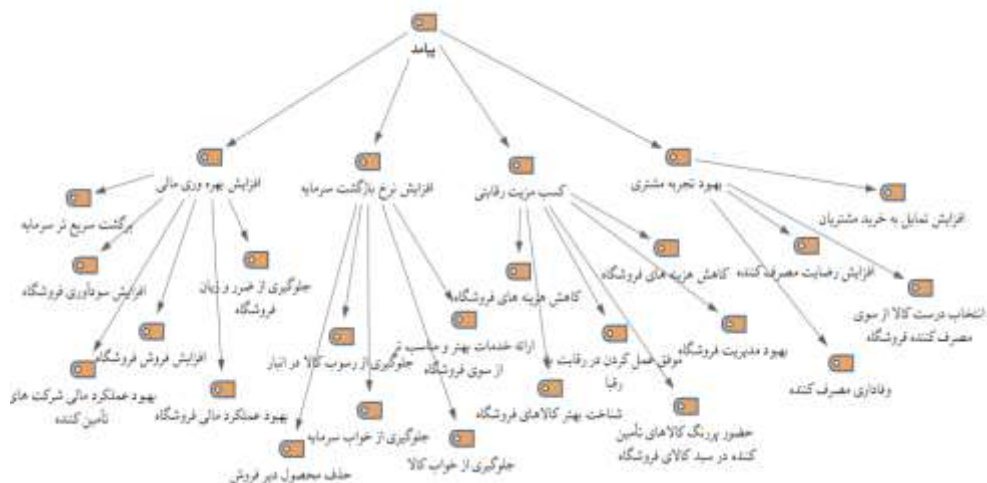 پیامد
افزایش بهره وری مالی
افزایش نرخ بازگشت سرمایه
کسب مزیت رقابتی
بهبود تجربه مشتری
برگشت سریع تر سرمایه
افزایش سودآوری فروشگاه
جلوگیری از ضرر و زیان
فروشگاه
افزایش فروش فروشگاه
بهبود عملکرد مالی شرکت های
تأمین کننده
بهبود عملکرد مالی فروشگاه
جلوگیری از رسوب کالا در انبار
ارائه خدمات بهتر و مناسب تر
از سوی فروشگاه
جلوگیری از خواب سرمایه
حذف محصول دیر فروش
جلوگیری از خواب کالا
کاهش هزینه های فروشگاه
کاهش هزینه های فروشگاه
موفق عمل کردن در رقابت با
رقبا
بهبود مدیریت فروشگاه
شناخت بهتر کالاهای فروشگاه
حضور پررنگ کالاهای تأمین
کننده در سبد کالای فروشگاه
افزایش تمایل به خرید مشتریان
افزایش رضایت مصرف کننده
انتخاب درست کالا از سوی
مصرف کننده فروشگاه
وفاداری مصرف کننده